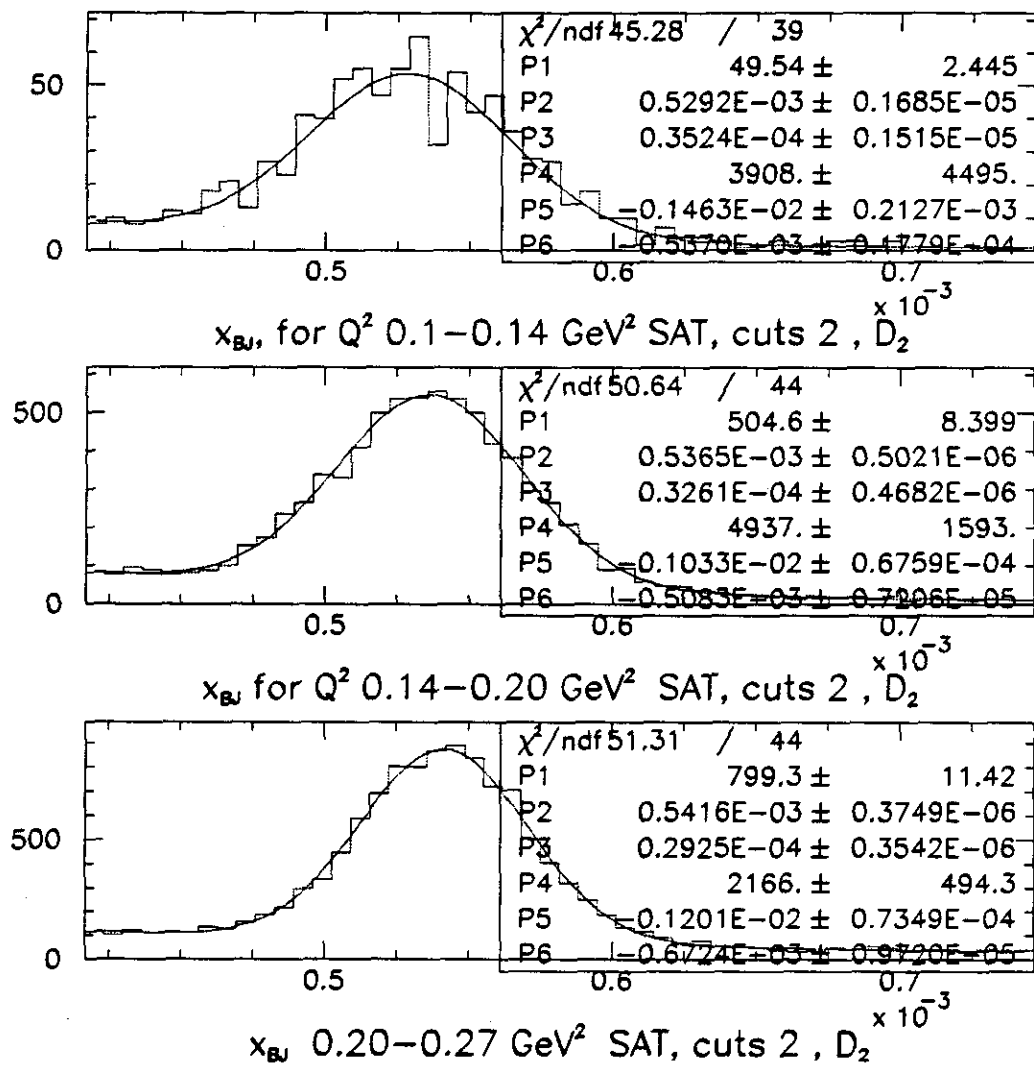 χ²/ndf 45.28 / 39
P1 49.54 ± 2.445
50
P2 0.5292E−03 ± 0.1685E−05
P3 0.3524E−04 ± 0.1515E−05
P4 3908. ± 4495.
P5 −0.1463E−02 ± 0.2127E−03
0
P6 −0.5370E−03 ± 0.1779E−04
0.5 0.6 0.7
x 10⁻³
x_BJ, for Q² 0.1−0.14 GeV² SAT, cuts 2 , D₂
χ²/ndf 50.64 / 44
500
P1 504.6 ± 8.399
P2 0.5365E−03 ± 0.5021E−06
P3 0.3261E−04 ± 0.4682E−06
P4 4937. ± 1593.
P5 −0.1033E−02 ± 0.6759E−04
0
P6 −0.5083E−03 ± 0.7206E−05
0.5 0.6 0.7
x 10⁻³
x_BJ for Q² 0.14−0.20 GeV² SAT, cuts 2 , D₂
χ²/ndf 51.31 / 44
P1 799.3 ± 11.42
P2 0.5416E−03 ± 0.3749E−06
500
P3 0.2925E−04 ± 0.3542E−06
P4 2166. ± 494.3
P5 −0.1201E−02 ± 0.7349E−04
0
P6 −0.6724E−03 ± 0.9720E−05
0.5 0.6 0.7
x 10⁻³
x_BJ 0.20−0.27 GeV² SAT, cuts 2 , D₂